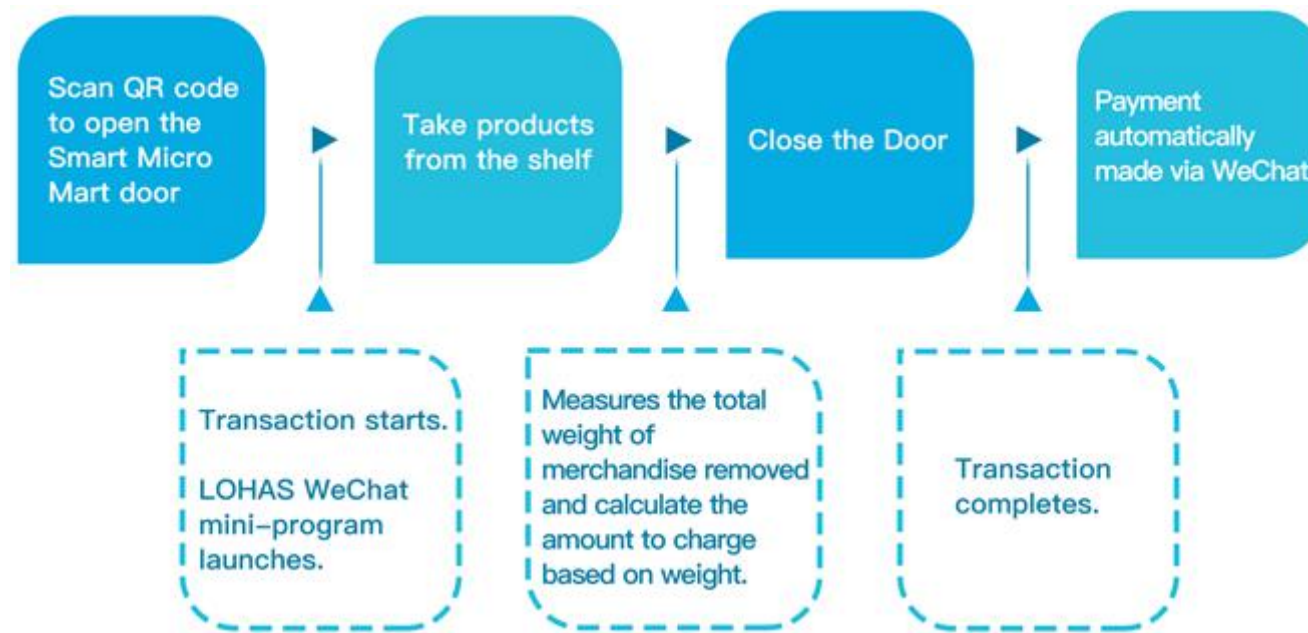 Scan QR code
to open the
Smart Micro
Mart door
Take products
from the shelf
Close the Door
Payment
automatically
made via WeChat
Transaction starts.
LOHAS WeChat
mini-program
launches.
Measures the total
weight of
merchandise removed
and calculate the
amount to charge
based on weight.
Transaction
completes.